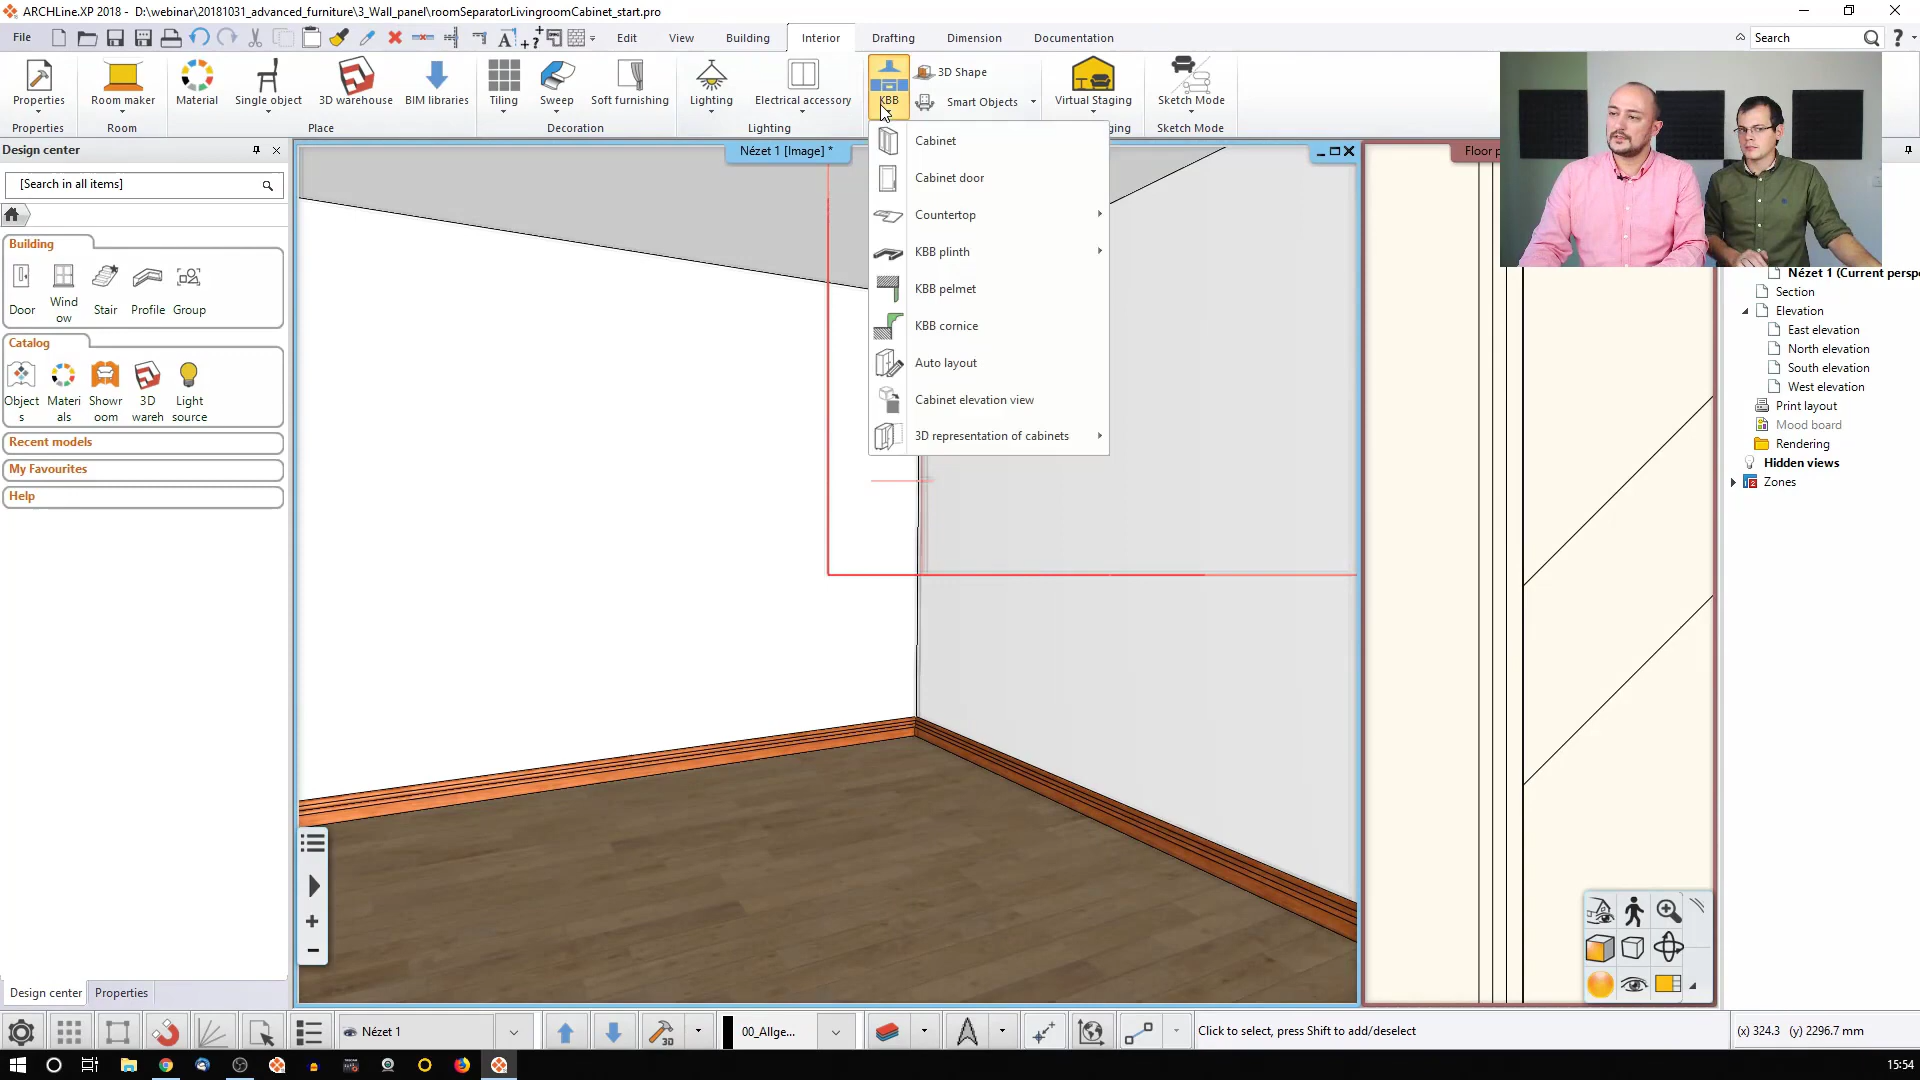 ARCHLine.XP 2018 - D:\webinar\20181031_advanced_furniture\3_Wall_panel\roomSeparatorLivingroomCabinet_start.pro
File
Edit
View
Building
Interior
Drafting
Dimension
Documentation
Search
Properties
Room maker
Material
Single object
3D warehouse
BIM libraries
Tiling
Sweep
Soft furnishing
Lighting
Electrical accessory
KBB
3D Shape
Smart Objects
Virtual Staging
Sketch Mode
Properties
Room
Place
Decoration
Lighting
Sketch Mode
Design center
[Search in all items]
Building
Door
Wind
ow
Stair
Profile
Group
Catalog
Object
s
Materi
als
Showr
oom
3D
wareh
Light
source
Recent models
My Favourites
Help
Design center
Properties
Nézet 1 [Image] *
Cabinet
Cabinet door
Countertop
KBB plinth
KBB pelmet
KBB cornice
Auto layout
Cabinet elevation view
3D representation of cabinets
Floor p
Nézet 1 (Current persp
Section
Elevation
East elevation
North elevation
South elevation
West elevation
Print layout
Mood board
Rendering
Hidden views
Zones
Nézet 1
3D
00_Allge...
Click to select, press Shift to add/deselect
(x) 324.3 (y) 2296.7 mm
15:54